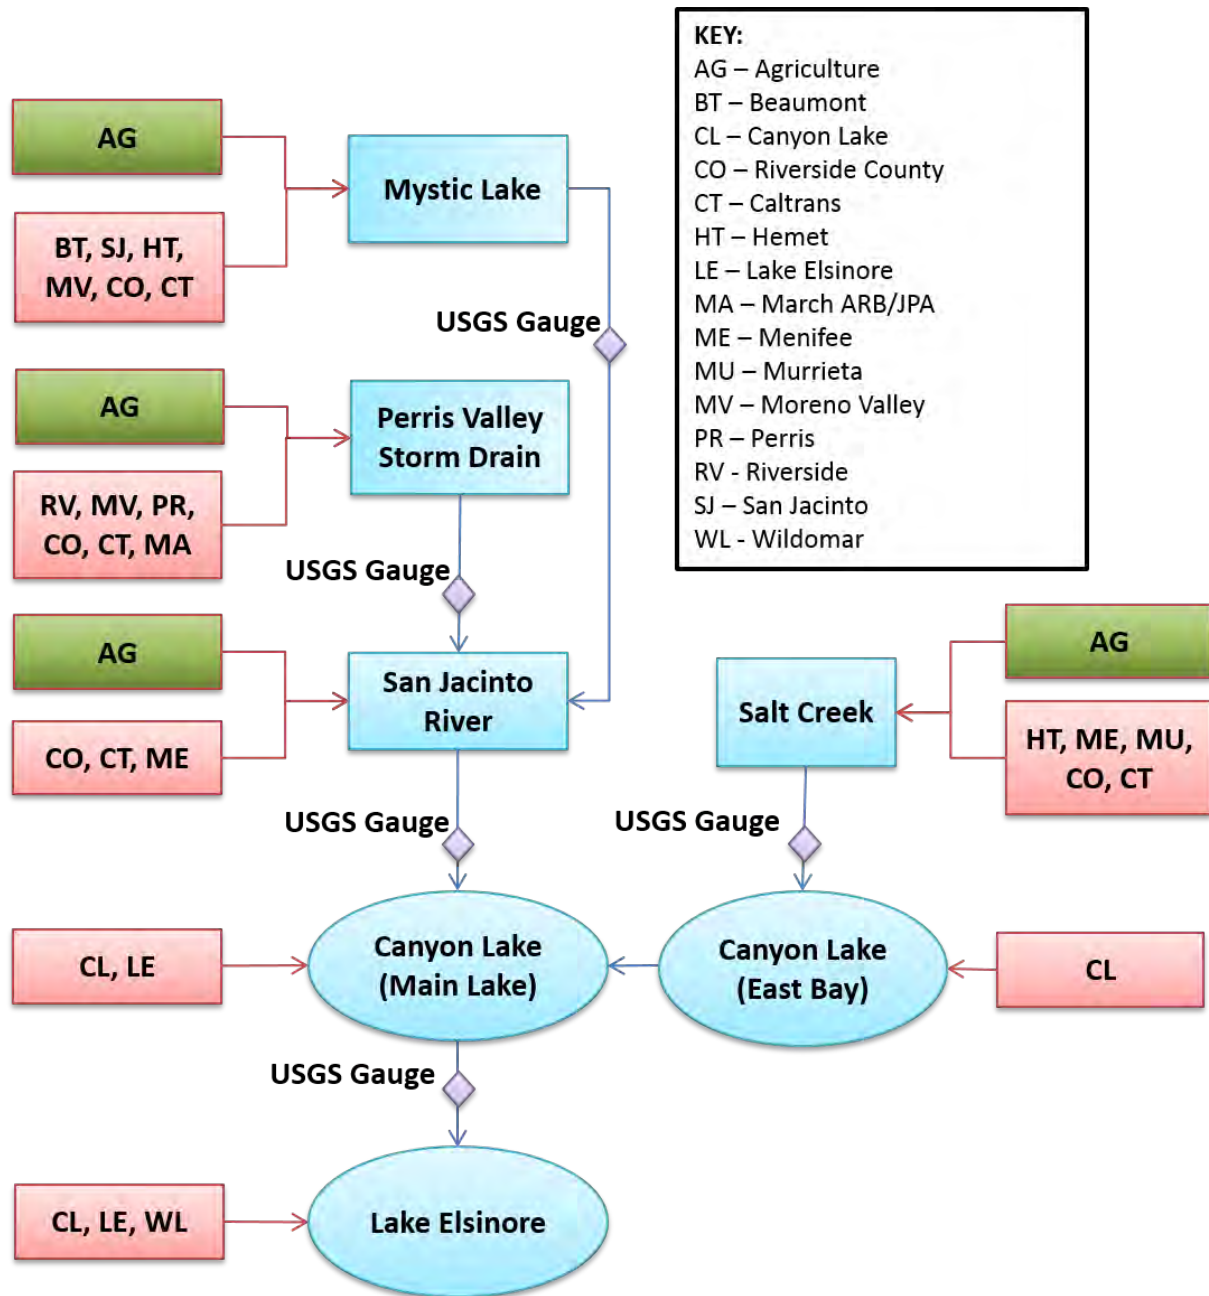 KEY:
AG – Agriculture
BT – Beaumont
CL – Canyon Lake
CO – Riverside County
CT – Caltrans
HT – Hemet
LE – Lake Elsinore
MA – March ARB/JPA
ME – Menifee
MU – Murrieta
MV – Moreno Valley
PR – Perris
RV - Riverside
SJ – San Jacinto
WL - Wildomar
AG
BT, SJ, HT,
MV, CO, CT
Mystic Lake
USGS Gauge
AG
RV, MV, PR,
CO, CT, MA
Perris Valley
Storm Drain
USGS Gauge
AG
CO, CT, ME
San Jacinto
River
USGS Gauge
Salt Creek
AG
HT, ME, MU,
CO, CT
USGS Gauge
CL, LE
Canyon Lake
(Main Lake)
Canyon Lake
(East Bay)
CL
USGS Gauge
CL, LE, WL
Lake Elsinore